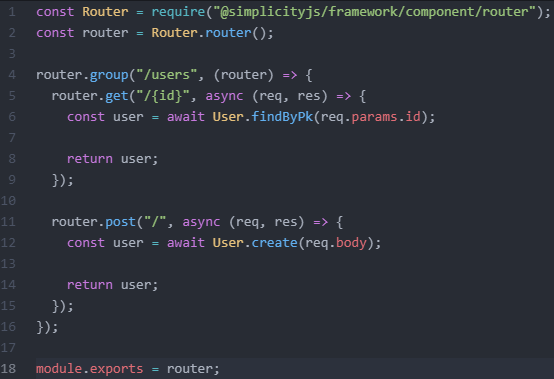 1 const Router = require("@simplicityjs/framework/component/router");
2 const router = Router.router();
3
4 router.group("/users", (router) => {
5   router.get("/{id}", async (req, res) => {
6     const user = await User.findByPk(req.params.id);
7
8     return user;
9   });
10
11   router.post("/", async (req, res) => {
12     const user = await User.create(req.body);
13
14     return user;
15   });
16 });
17
18 module.exports = router;